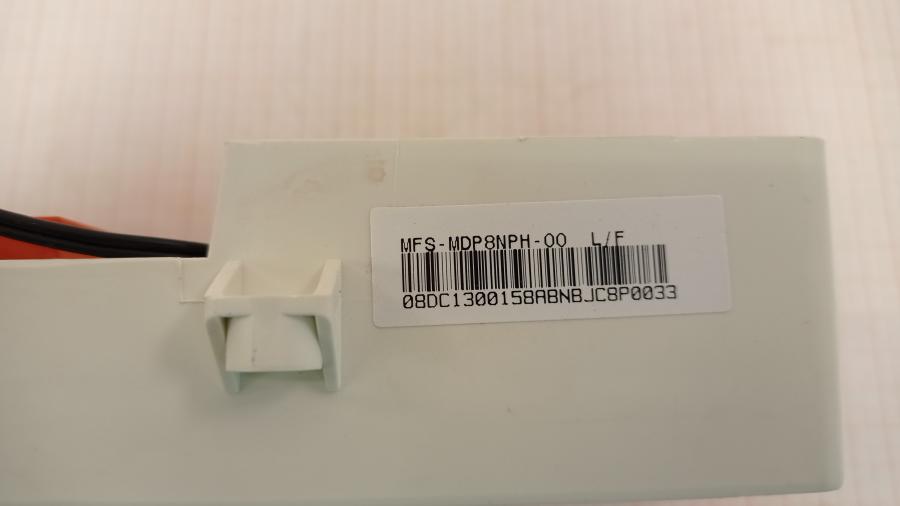 MFS-MDP8NPH-00 L/F
08DC1300158ABNBJC8P0033